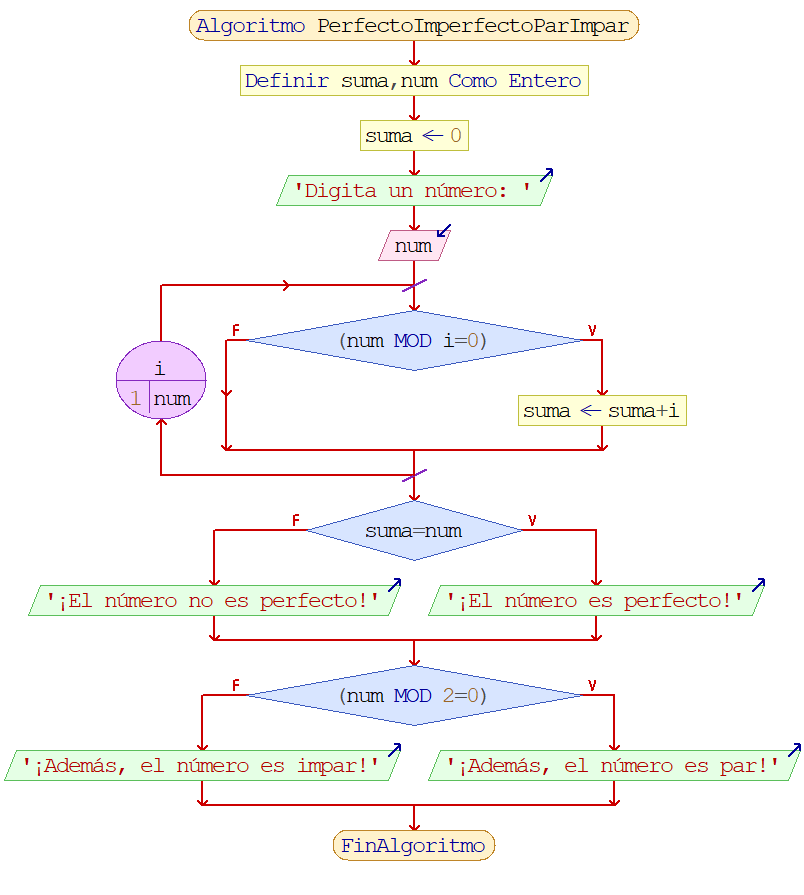 Algoritmo PerfectoImperfectoParImpar
Definir suma,num Como Entero
suma ← 0
'Digita un número: '
num
F
(num MOD i=0)
V
i
1 num
suma ← suma+i
F
suma=num
V
'¡El número no es perfecto!'
'¡El número es perfecto!'
F
(num MOD 2=0)
V
'¡Además, el número es impar!'
'¡Además, el número es par!'
FinAlgoritmo